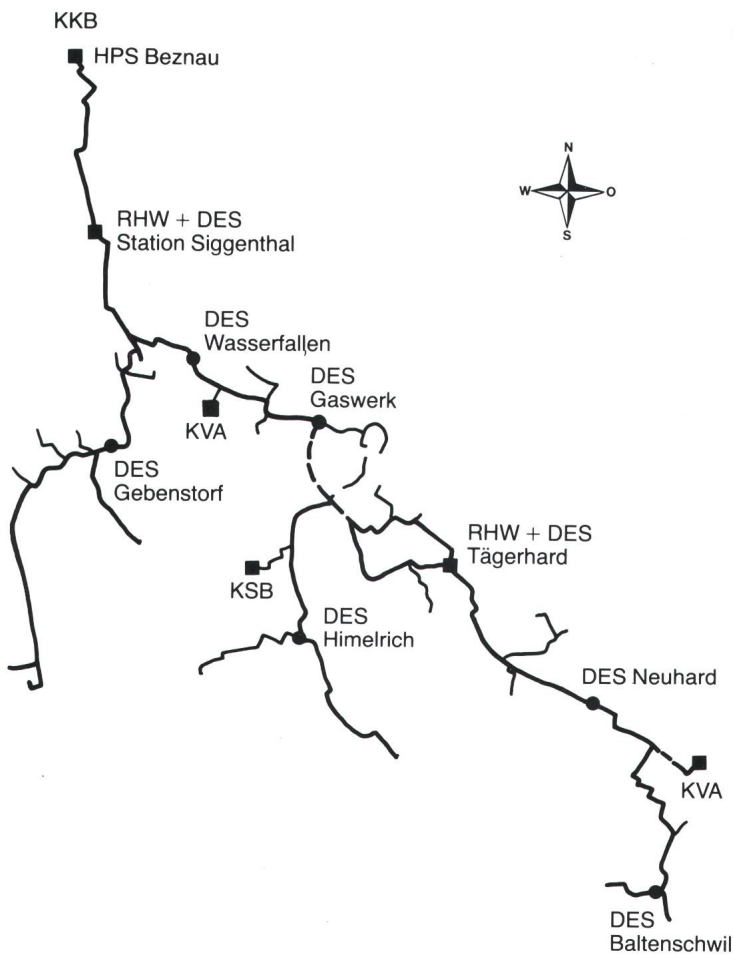 KKB
HPS Beznau
N
W
O
S
RHW + DES
Station Siggenthal
DES
Wasserfallen
DES
Gaswerk
KVA
DES
Gebenstorf
RHW + DES
Tägerhard
KSB
DES
Himelrich
DES Neuhard
KVA
DES
Baltenschwil